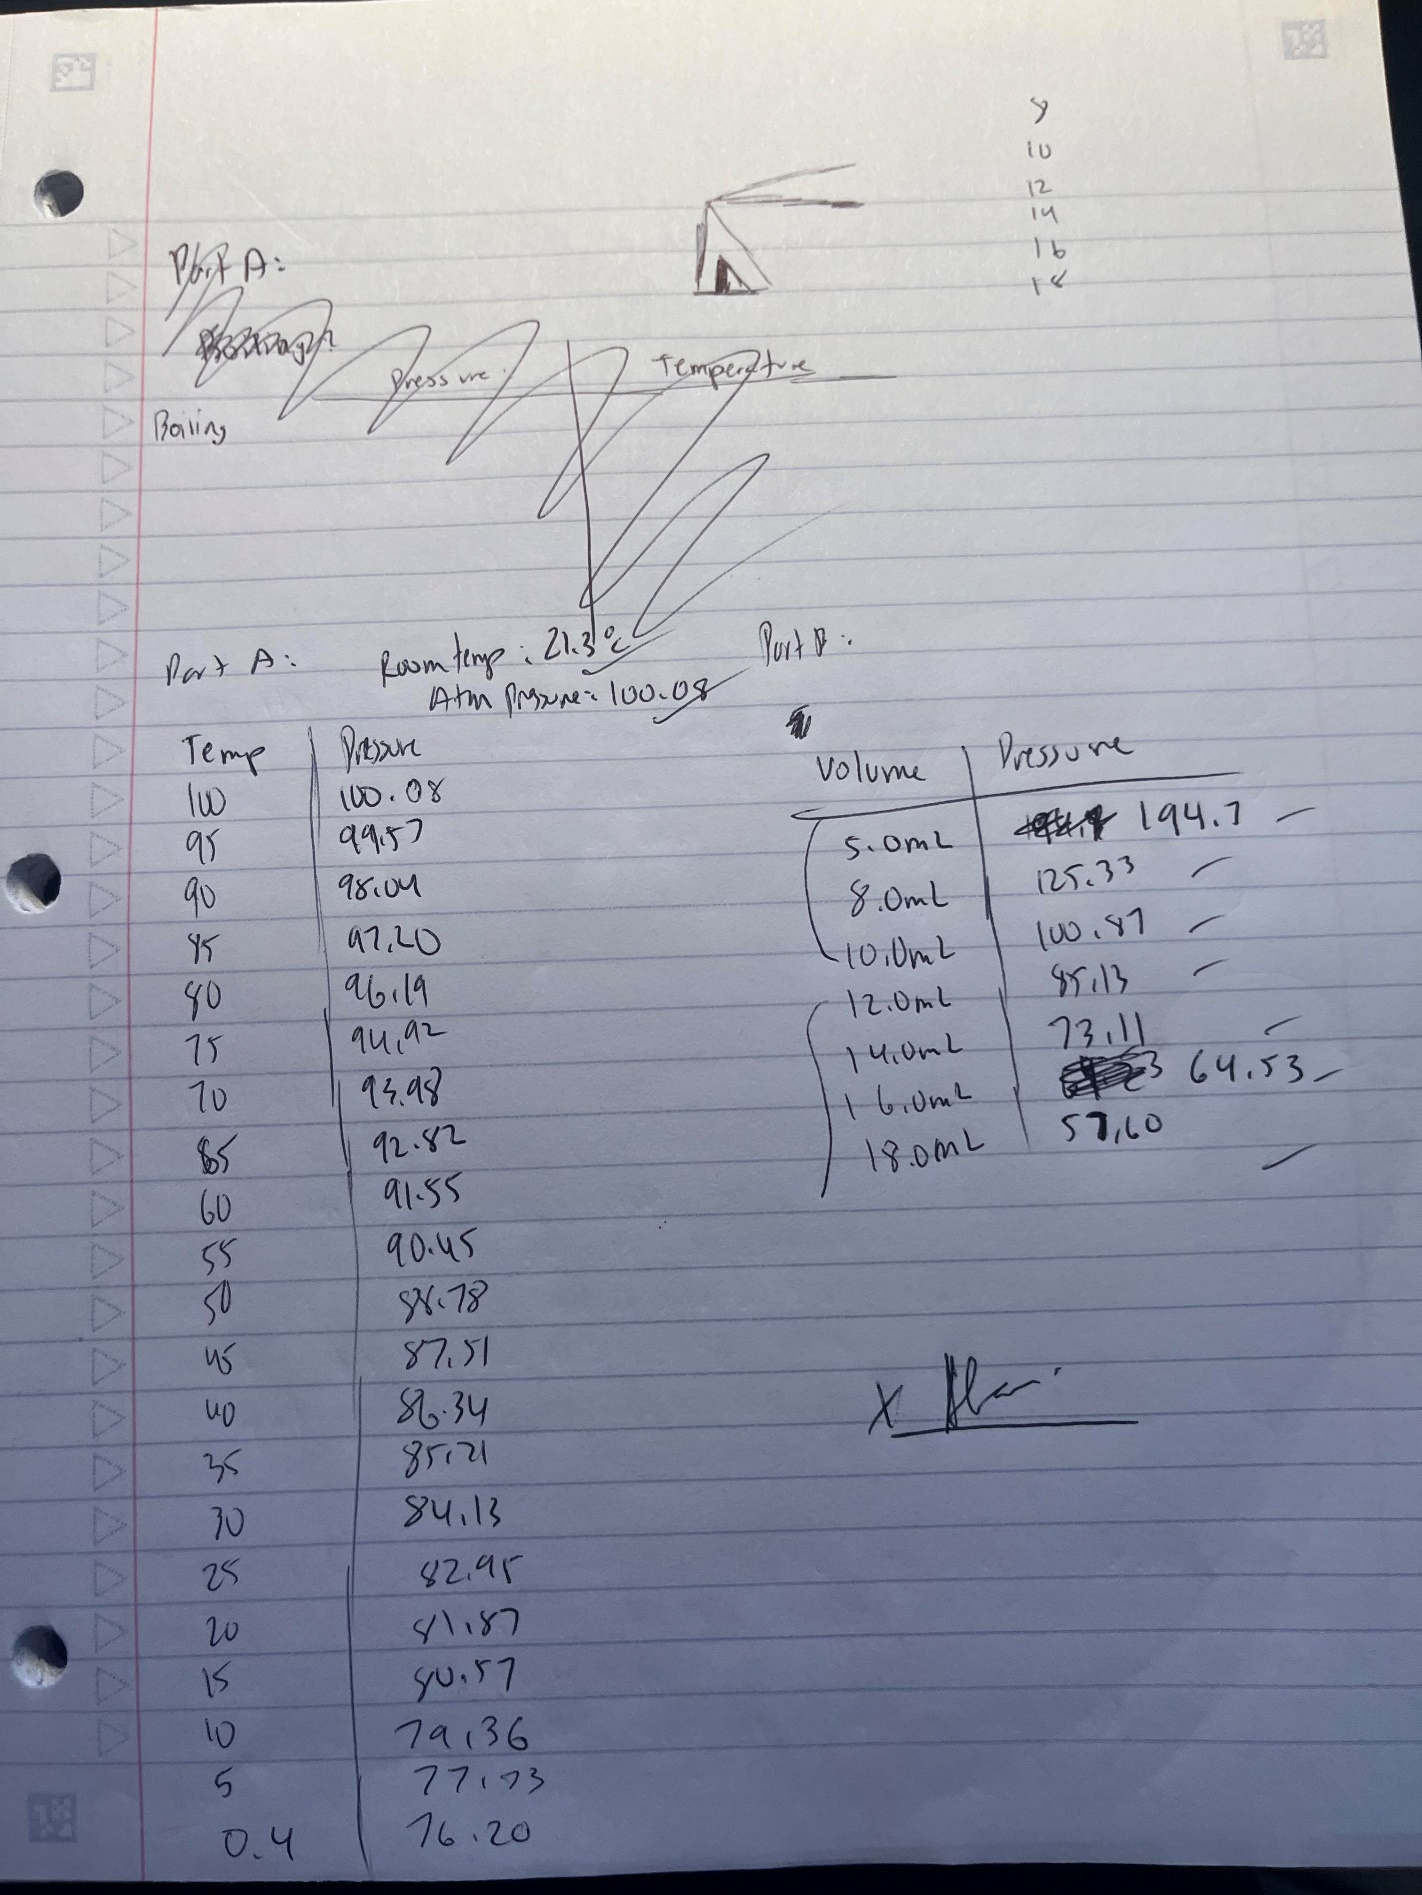 8
10
12
14
16
18
Part A:
Pressure Temperature
Boiling
Part A: Room temp: 21.3°C
Atm Pressure: 100.08
Temp Pressure
100 100.08
95 99.57
90 98.04
85 97.20
80 96.19
75 94.92
70 93.98
65 92.82
60 91.55
55 90.45
50 88.78
45 87.51
40 86.34
35 85.21
30 84.13
25 82.95
20 81.87
15 80.57
10 79.36
5 77.73
0.4 76.20
Part B:
Volume Pressure
5.0mL 194.7
8.0mL 125.33
10.0mL 100.87
12.0mL 85.13
14.0mL 73.11
16.0mL 64.53
18.0mL 57.60
X